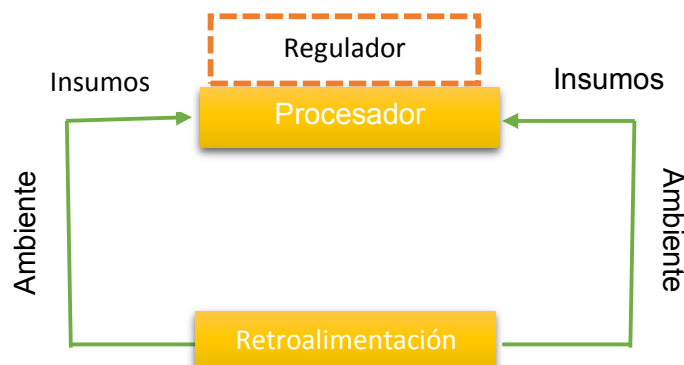 Regulador
Insumos
Insumos
Procesador
Ambiente
Ambiente
Retroalimentación